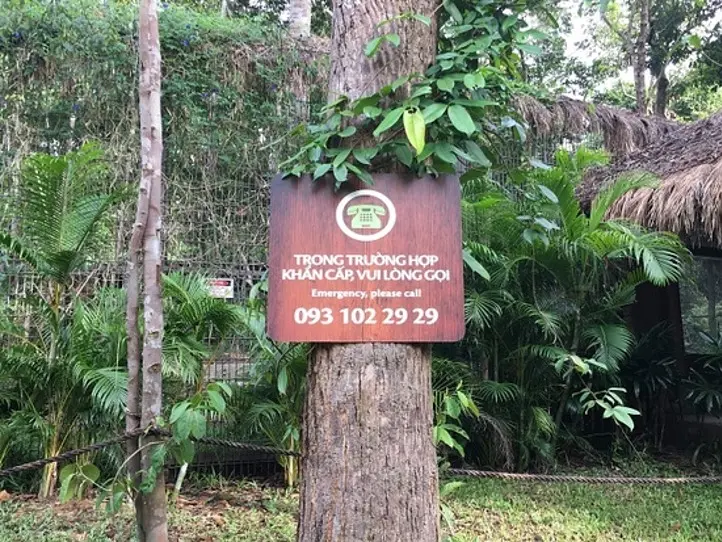 TRONG TRƯỜNG HỢP
KHẨN CẤP, VUI LÒNG GỌI
Emergency, please call
093 102 29 29